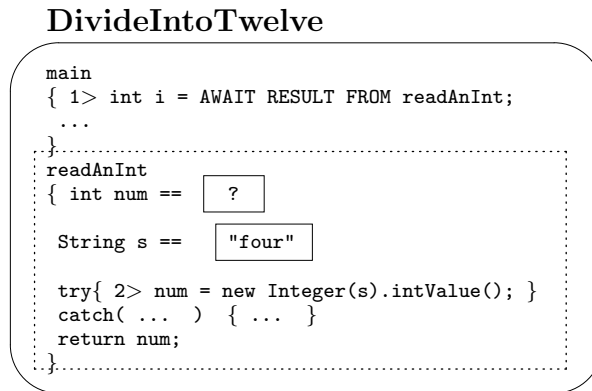 DivideIntoTwelve
main
{ 1> int i = AWAIT RESULT FROM readAnInt;
...
}
readAnInt
{ int num == ?
String s == "four"
try{ 2> num = new Integer(s).intValue(); }
catch( ... ) { ... }
return num;
}